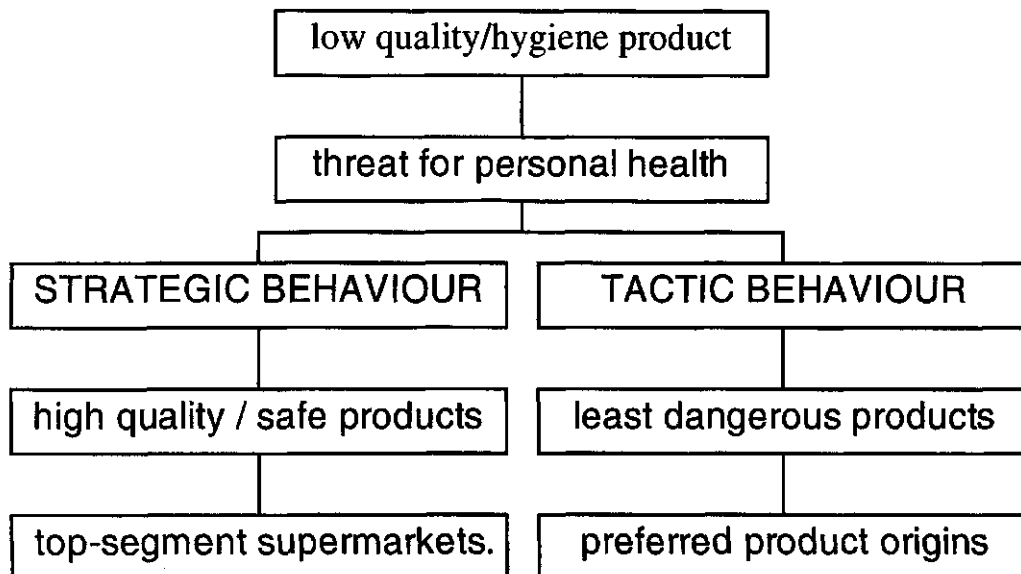 low quality/hygiene product
threat for personal health
STRATEGIC BEHAVIOUR
TACTIC BEHAVIOUR
high quality / safe products
least dangerous products
top-segment supermarkets.
preferred product origins